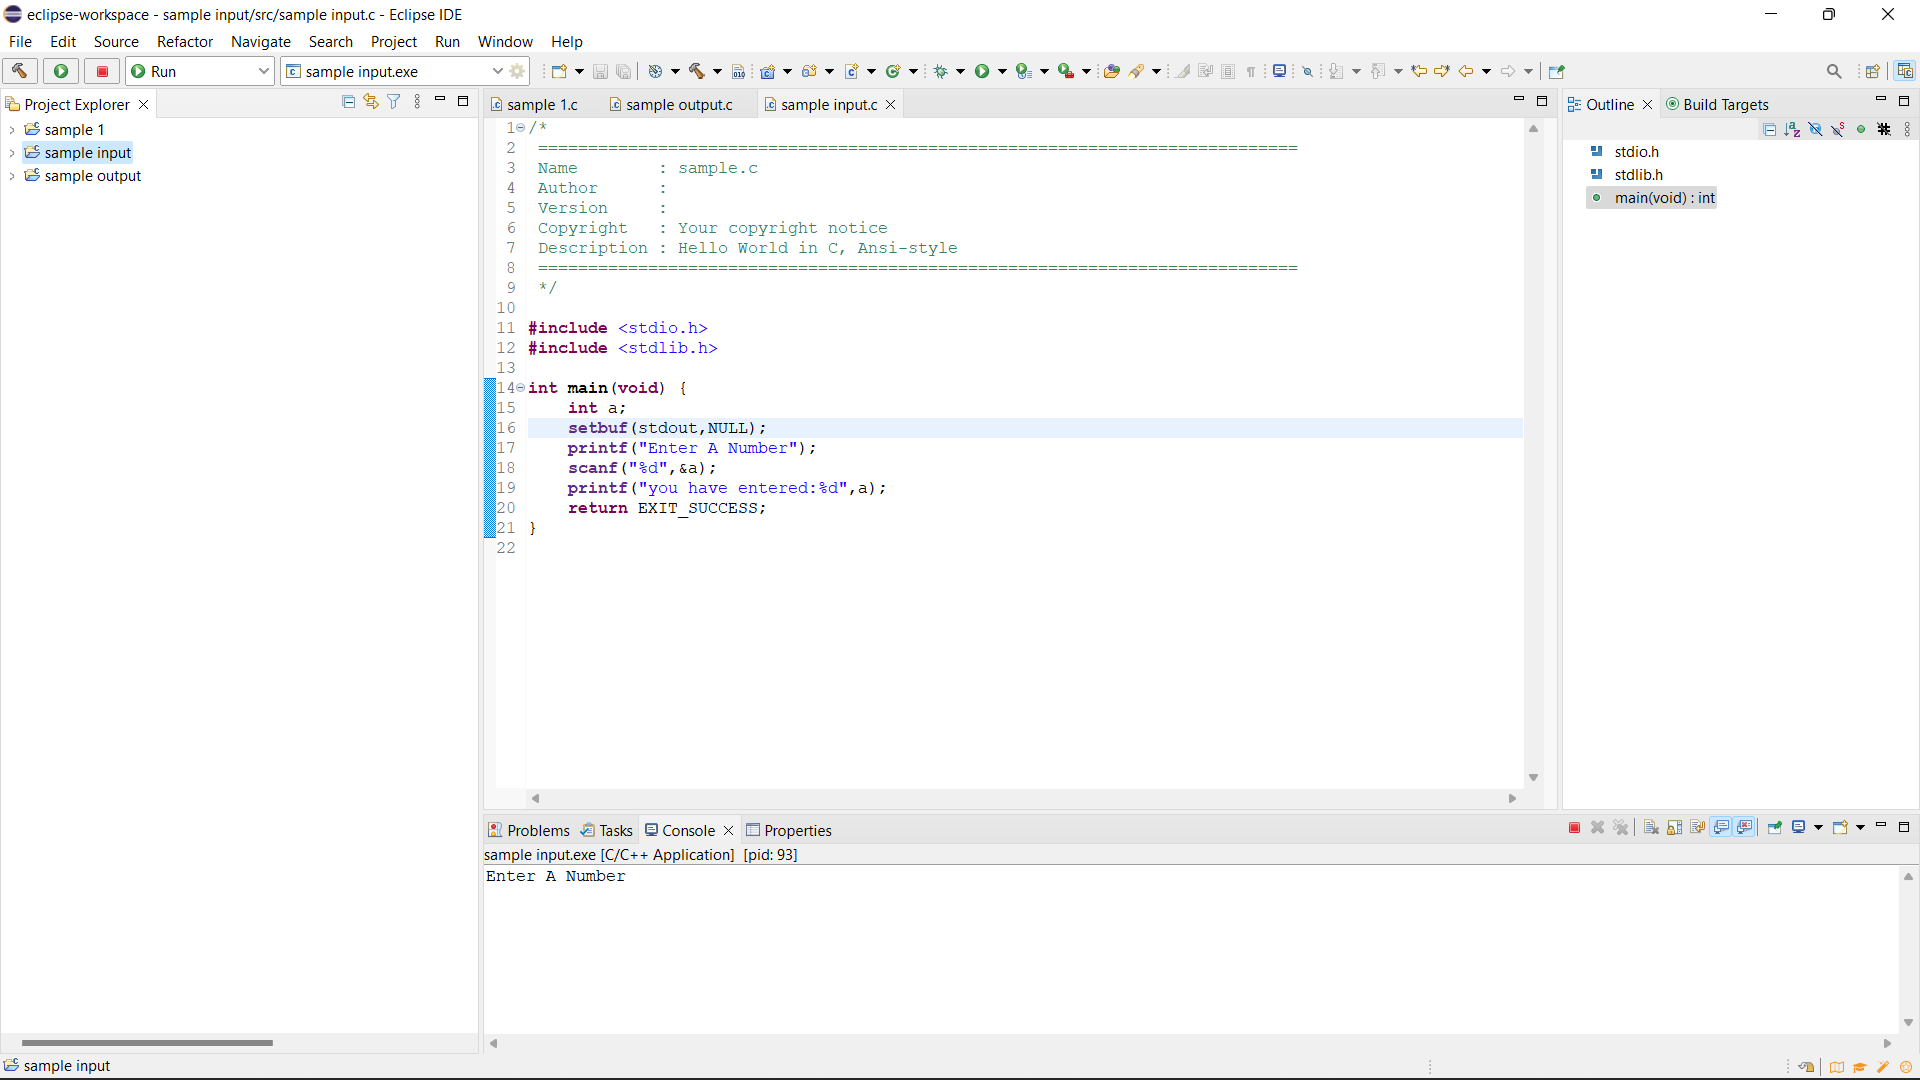 eclipse-workspace - sample input/src/sample input.c - Eclipse IDE
File Edit Source Refactor Navigate Search Project Run Window Help
Run sample input.exe
Project Explorer
sample 1
sample input
sample output
sample 1.c sample output.c sample input.c
1 /*
2 ============================================================================
3 Name : sample.c
4 Author :
5 Version :
6 Copyright : Your copyright notice
7 Description : Hello World in C, Ansi-style
8 ============================================================================
9 */
10
11 #include <stdio.h>
12 #include <stdlib.h>
13
14 int main(void) {
15 int a;
16 setbuf(stdout,NULL);
17 printf("Enter A Number");
18 scanf("%d",&a);
19 printf("you have entered:%d",a);
20 return EXIT_SUCCESS;
21 }
22
Outline Build Targets
stdio.h
stdlib.h
main(void) : int
Problems Tasks Console Properties
sample input.exe [C/C++ Application] [pid: 93]
Enter A Number
sample input